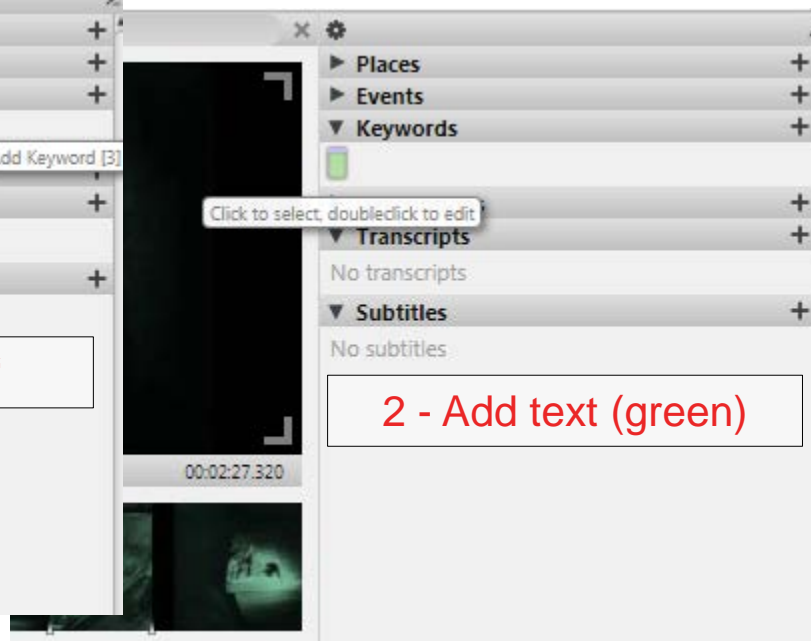 Places
Events
Keywords
Add Keyword [3]
Click to select, doubleclick to edit
Transcripts
No transcripts
Subtitles
No subtitles
2 - Add text (green)
00:02:27.320